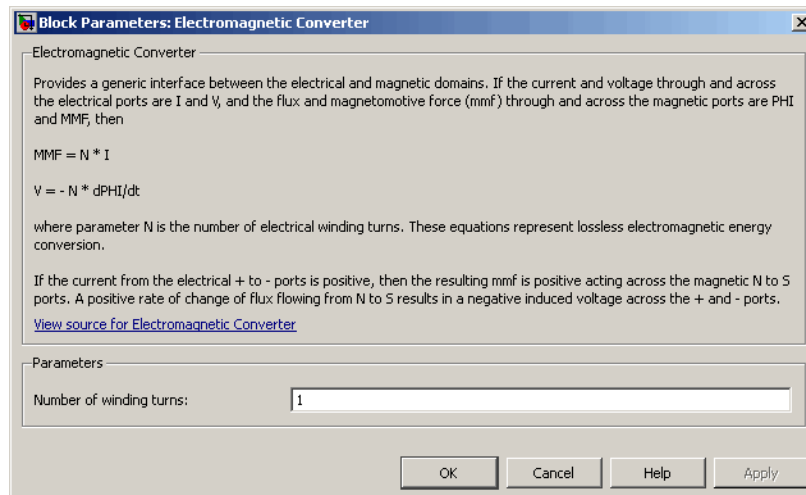 Block Parameters: Electromagnetic Converter
Electromagnetic Converter
Provides a generic interface between the electrical and magnetic domains. If the current and voltage through and across
the electrical ports are I and V, and the flux and magnetomotive force (mmf) through and across the magnetic ports are PHI
and MMF, then
MMF = N * I
V = - N * dPHI/dt
where parameter N is the number of electrical winding turns. These equations represent lossless electromagnetic energy
conversion.
If the current from the electrical + to - ports is positive, then the resulting mmf is positive acting across the magnetic N to S
ports. A positive rate of change of flux flowing from N to S results in a negative induced voltage across the + and - ports.
View source for Electromagnetic Converter
Parameters
Number of winding turns: 1
OK Cancel Help Apply